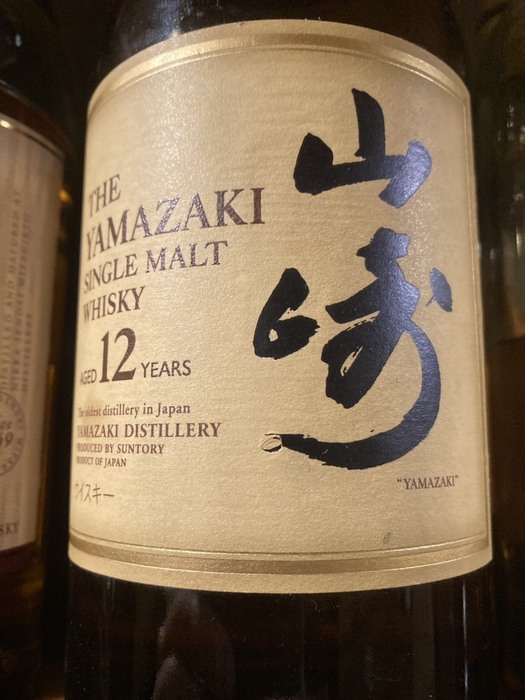 THE
YAMAZAKI
SINGLE MALT
WHISKY
AGED 12 YEARS
The oldest distillery in Japan
YAMAZAKI DISTILLERY
PRODUCED BY SUNTORY
PRODUCT OF JAPAN
ウイスキー
山崎
"YAMAZAKI"